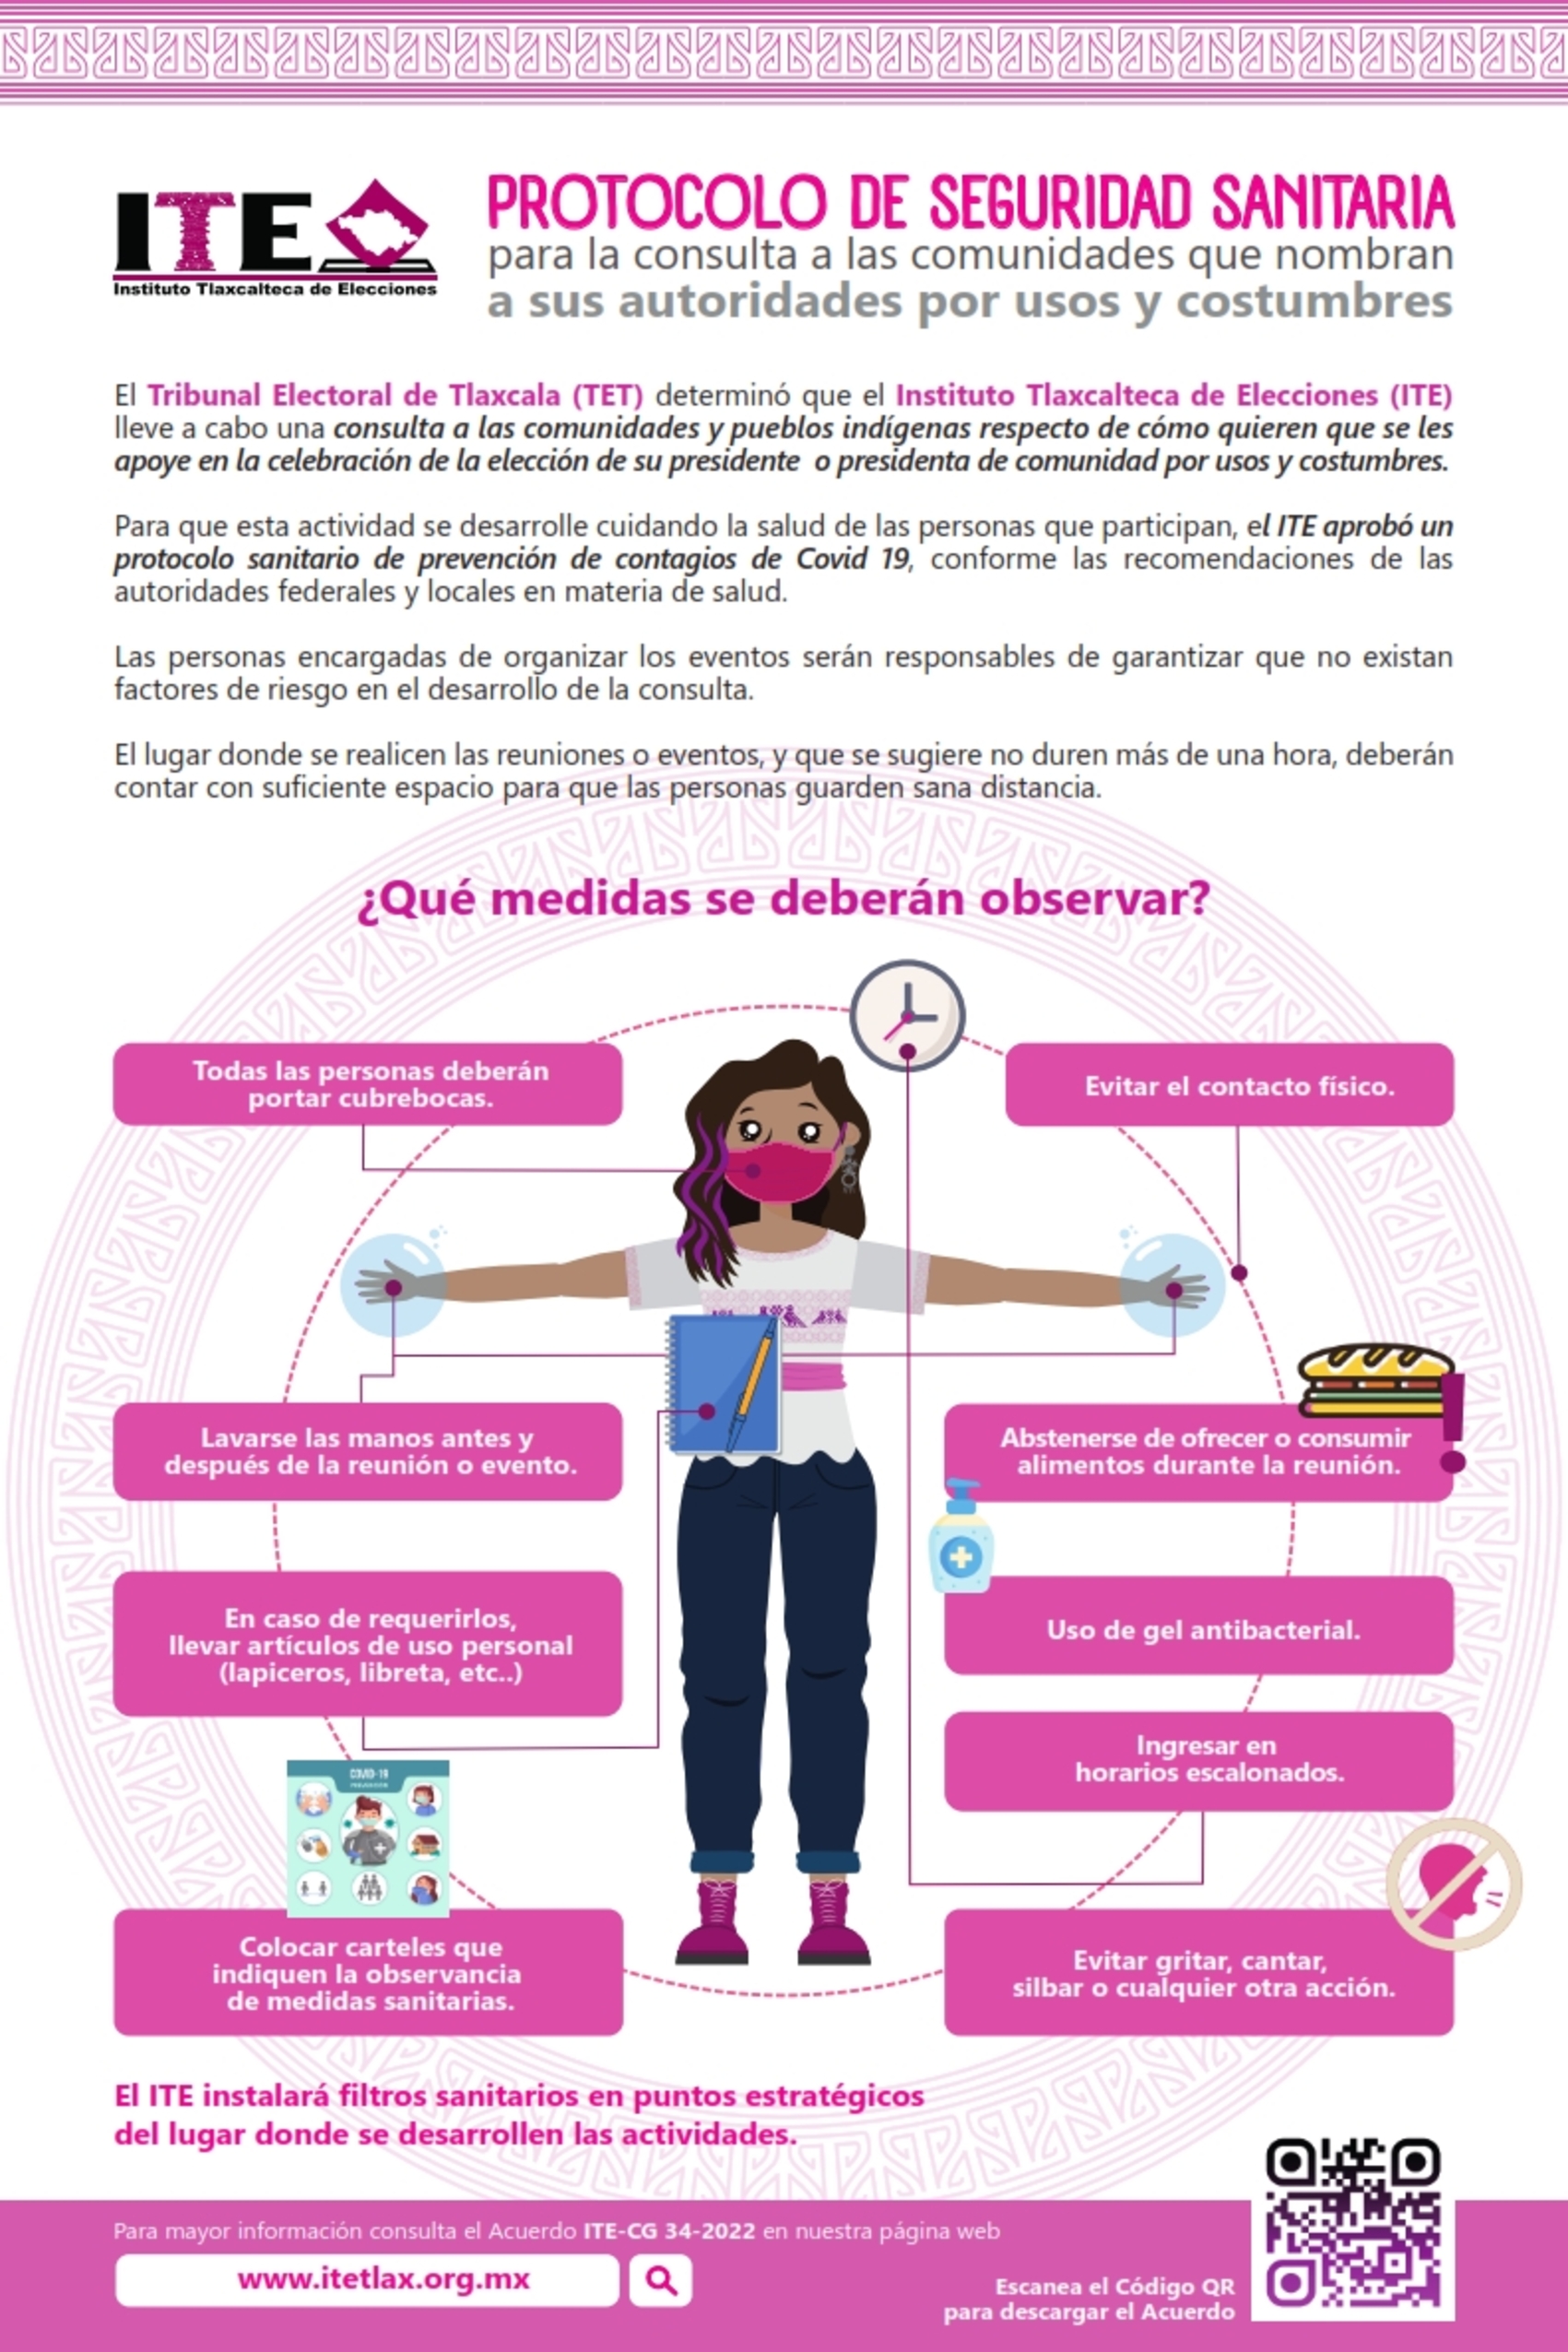 ITE
Instituto Tlaxcalteca de Elecciones
PROTOCOLO DE SEGURIDAD SANITARIA
para la consulta a las comunidades que nombran
a sus autoridades por usos y costumbres
El Tribunal Electoral de Tlaxcala (TET) determinó que el Instituto Tlaxcalteca de Elecciones (ITE)
lleve a cabo una consulta a las comunidades y pueblos indígenas respecto de cómo quieren que se les
apoye en la celebración de la elección de su presidente o presidenta de comunidad por usos y costumbres.
Para que esta actividad se desarrolle cuidando la salud de las personas que participan, el ITE aprobó un
protocolo sanitario de prevención de contagios de Covid 19, conforme las recomendaciones de las
autoridades federales y locales en materia de salud.
Las personas encargadas de organizar los eventos serán responsables de garantizar que no existan
factores de riesgo en el desarrollo de la consulta.
El lugar donde se realicen las reuniones o eventos, y que se sugiere no duren más de una hora, deberán
contar con suficiente espacio para que las personas guarden sana distancia.
¿Qué medidas se deberán observar?
Todas las personas deberán
portar cubrebocas.
Evitar el contacto físico.
Lavarse las manos antes y
después de la reunión o evento.
Abstenerse de ofrecer o consumir
alimentos durante la reunión.
En caso de requerirlos,
llevar artículos de uso personal
(lapiceros, libreta, etc..)
Uso de gel antibacterial.
Ingresar en
horarios escalonados.
COVID-19
Colocar carteles que
indiquen la observancia
de medidas sanitarias.
Evitar gritar, cantar,
silbar o cualquier otra acción.
El ITE instalará filtros sanitarios en puntos estratégicos
del lugar donde se desarrollen las actividades.
Para mayor información consulta el Acuerdo ITE-CG 34-2022 en nuestra página web
www.itetlax.org.mx
Escanea el Código QR
para descargar el Acuerdo